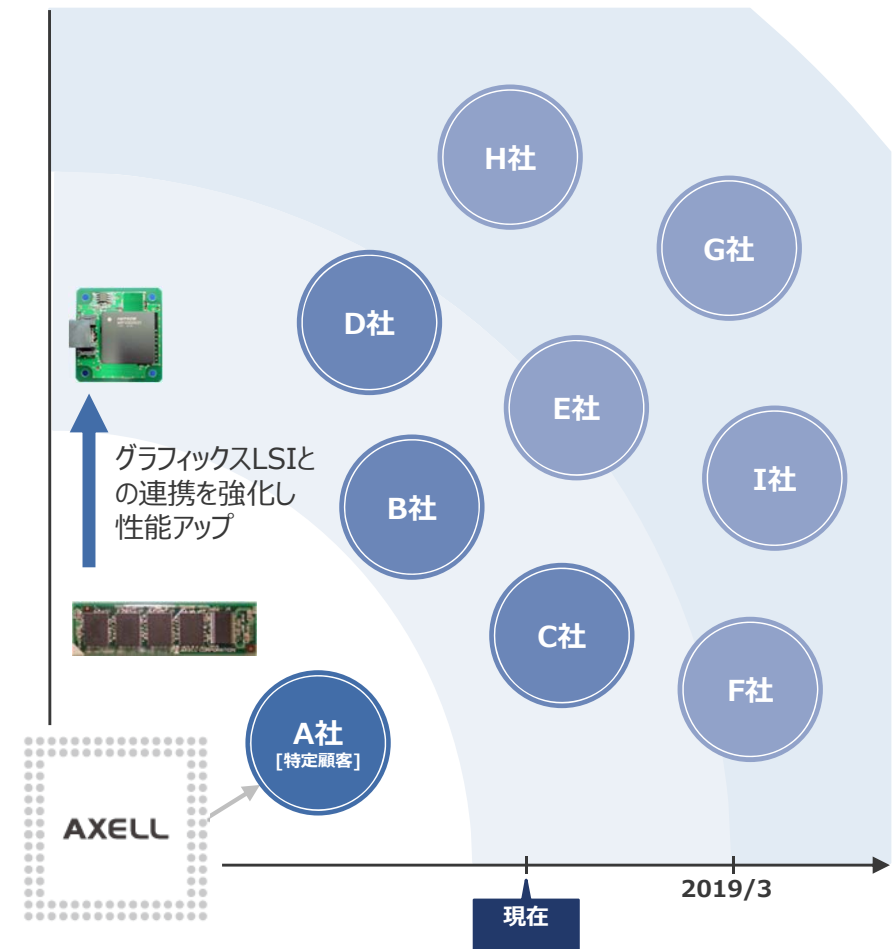 H社
G社
D社
E社
グラフィックスLSIと
の連携を強化し
性能アップ
I社
B社
C社
F社
A社
[特定顧客]
AXELL
2019/3
現在